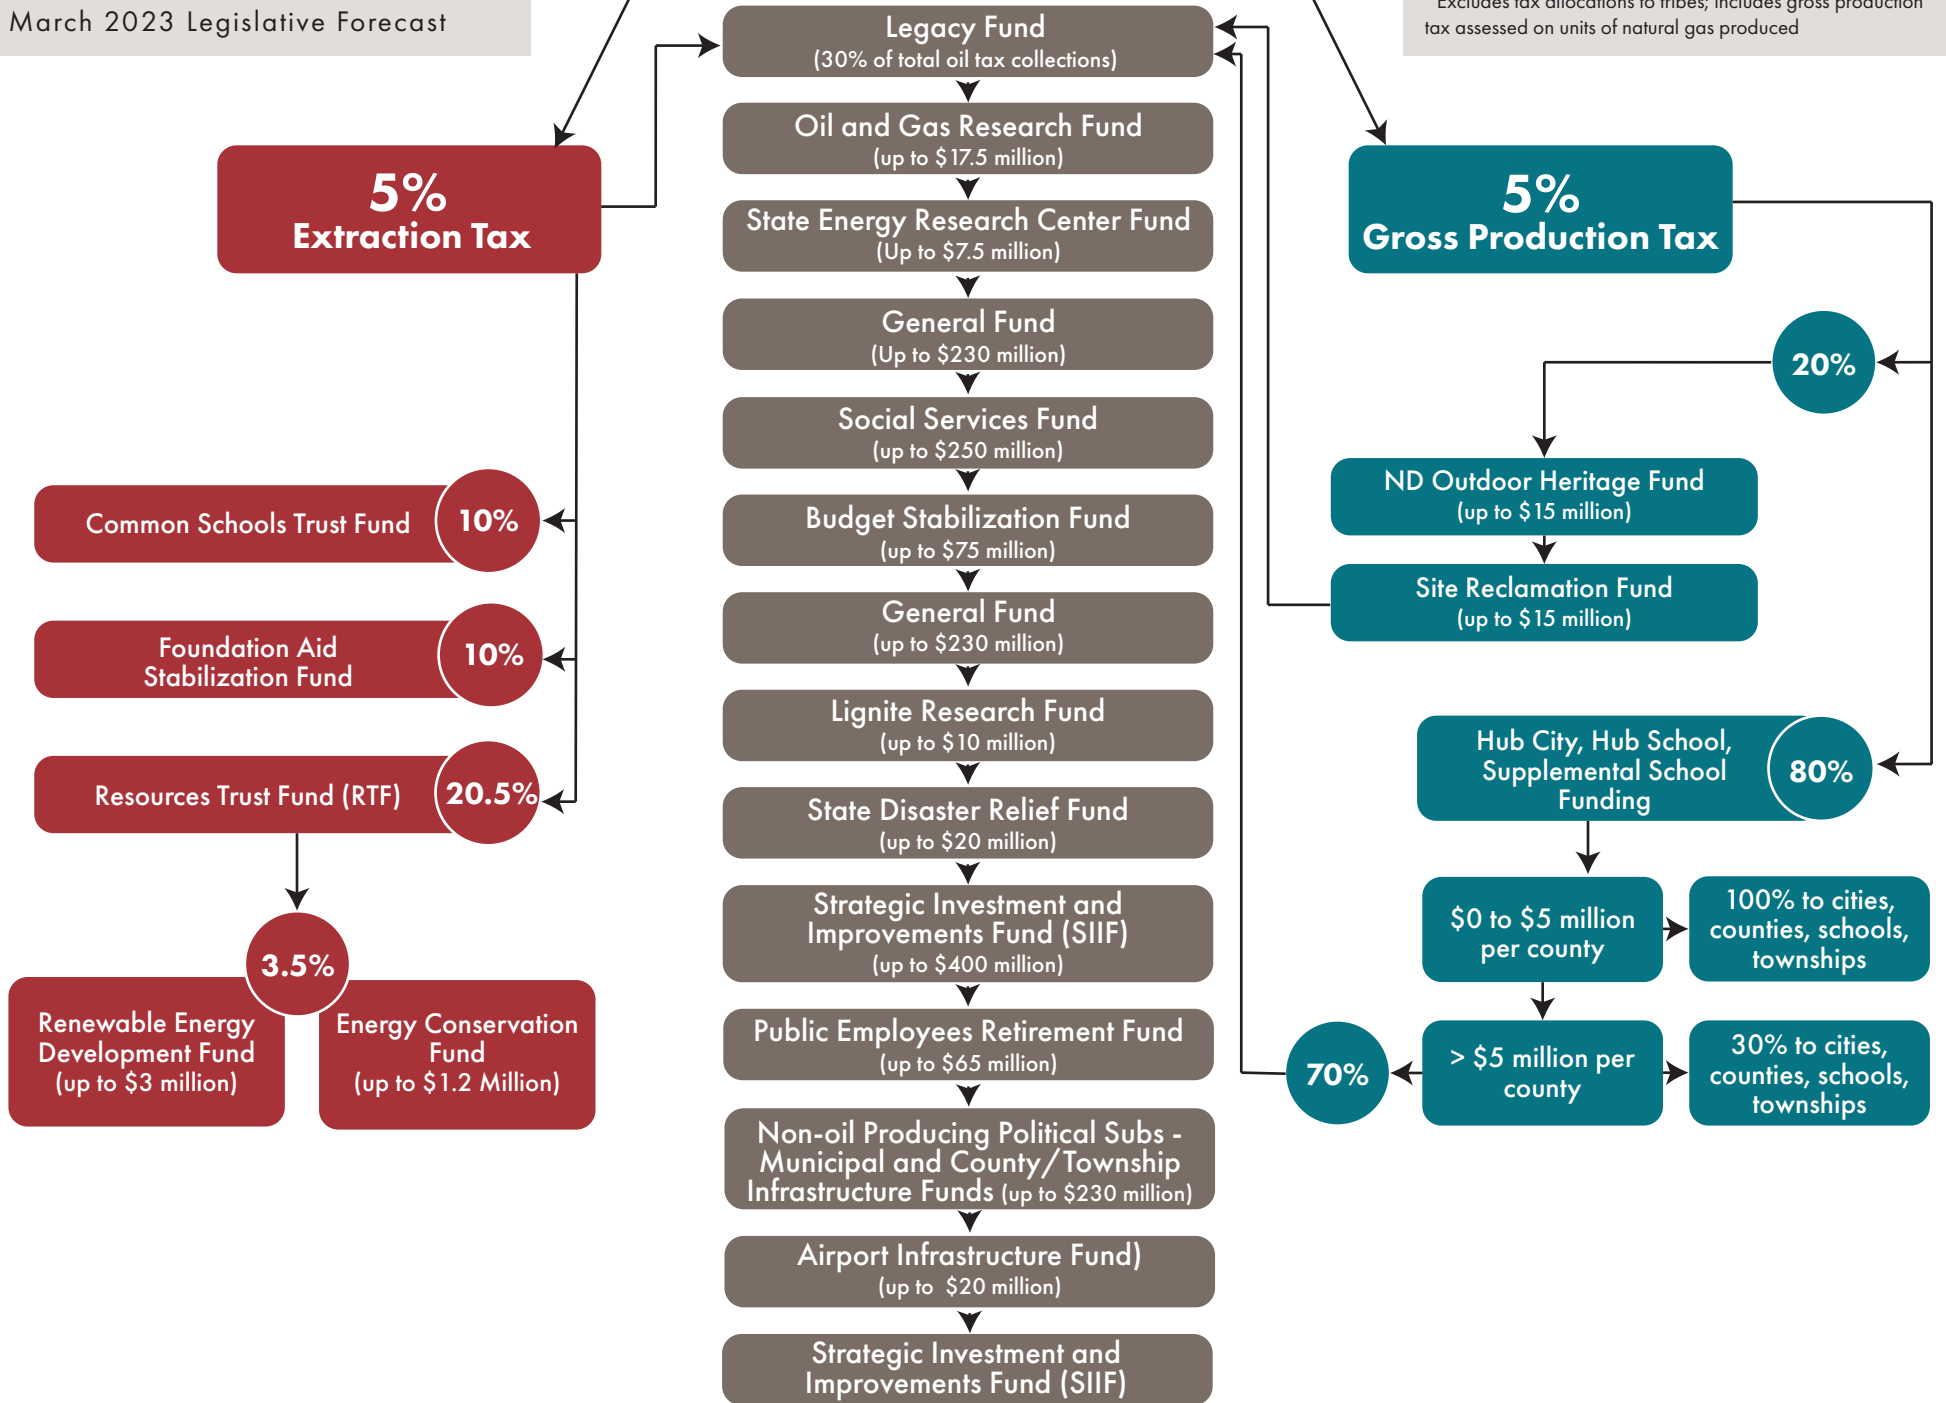 March 2023 Legislative Forecast
Excludes tax allocations to tribes; includes gross production
tax assessed on units of natural gas produced
Legacy Fund
(30% of total oil tax collections)
Oil and Gas Research Fund
(up to $17.5 million)
State Energy Research Center Fund
(Up to $7.5 million)
General Fund
(Up to $230 million)
Social Services Fund
(up to $250 million)
Budget Stabilization Fund
(up to $75 million)
General Fund
(up to $230 million)
Lignite Research Fund
(up to $10 million)
State Disaster Relief Fund
(up to $20 million)
Strategic Investment and
Improvements Fund (SIIF)
(up to $400 million)
Public Employees Retirement Fund
(up to $65 million)
Non-oil Producing Political Subs -
Municipal and County/Township
Infrastructure Funds (up to $230 million)
Airport Infrastructure Fund)
(up to $20 million)
Strategic Investment and
Improvements Fund (SIIF)
5%
Extraction Tax
Common Schools Trust Fund
10%
Foundation Aid
Stabilization Fund
10%
Resources Trust Fund (RTF)
20.5%
3.5%
Renewable Energy
Development Fund
(up to $3 million)
Energy Conservation
Fund
(up to $1.2 Million)
5%
Gross Production Tax
20%
ND Outdoor Heritage Fund
(up to $15 million)
Site Reclamation Fund
(up to $15 million)
Hub City, Hub School,
Supplemental School
Funding
80%
$0 to $5 million
per county
100% to cities,
counties, schools,
townships
70%
> $5 million per
county
30% to cities,
counties, schools,
townships